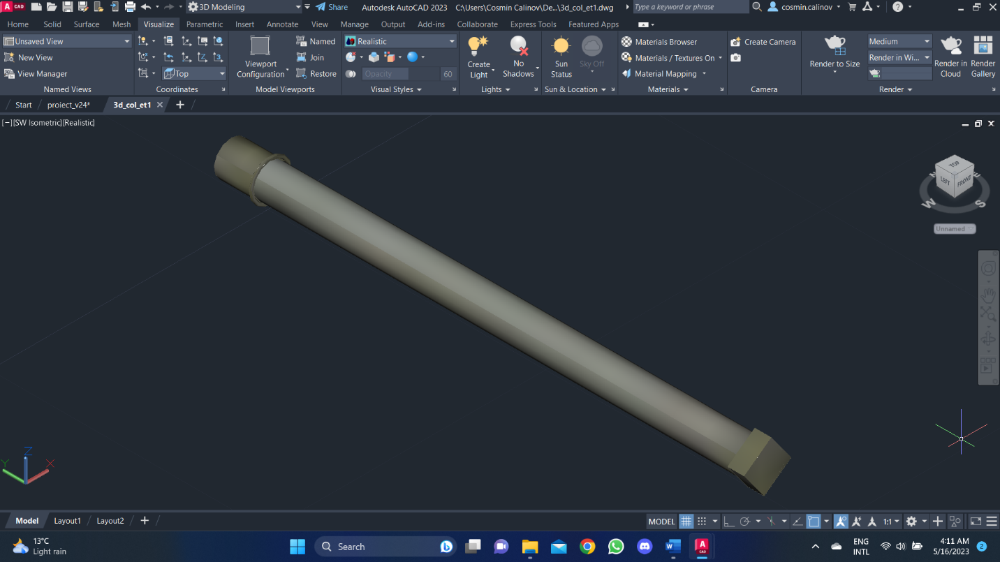 A CAD 3D Modeling Share Autodesk AutoCAD 2023 C:\Users\Cosmin Calinov\De...\3d_col_et1.dwg Type a keyword or phrase cosmin.calinov
Home Solid Surface Mesh Visualize Parametric Insert Annotate View Manage Output Add-ins Collaborate Express Tools Featured Apps
Unsaved View
New View
View Manager
Named Views
Top
Coordinates
Viewport
Configuration
Named
Join
Restore
Model Viewports
Realistic
Opacity 60
Visual Styles
Create
Light
No
Shadows
Lights
Sun
Status
Sky Off
Sun & Location
Materials Browser
Materials / Textures On
Material Mapping
Materials
Create Camera
Camera
Render to Size
Medium
Render in Wi...
Render in
Cloud
Render
Gallery
Render
Start proiect_v24* 3d_col_et1
[−][SW Isometric][Realistic]
TOP
LEFT FRONT
N E
W S
Unnamed
Z
Y X
Model Layout1 Layout2
MODEL 1:1
13°C
Light rain
Search
ENG
INTL
4:11 AM
5/16/2023
2